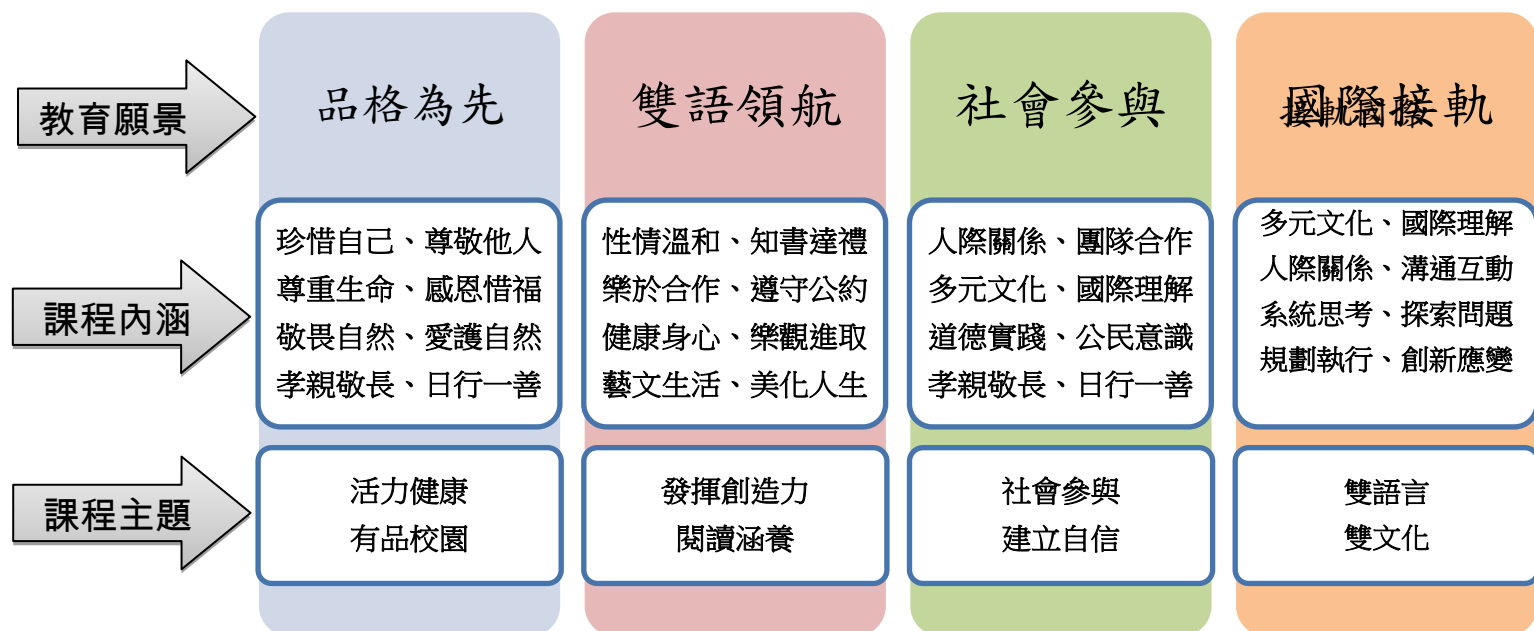 教育願景
品格為先
雙語領航
社會參與
國際接軌
接軌國際
課程內涵
珍惜自己、尊敬他人
尊重生命、感恩惜福
敬畏自然、愛護自然
孝親敬長、日行一善
性情溫和、知書達禮
樂於合作、遵守公約
健康身心、樂觀進取
藝文生活、美化人生
人際關係、團隊合作
多元文化、國際理解
道德實踐、公民意識
孝親敬長、日行一善
多元文化、國際理解
人際關係、溝通互動
系統思考、探索問題
規劃執行、創新應變
課程主題
活力健康
有品校園
發揮創造力
閱讀涵養
社會參與
建立自信
雙語言
雙文化